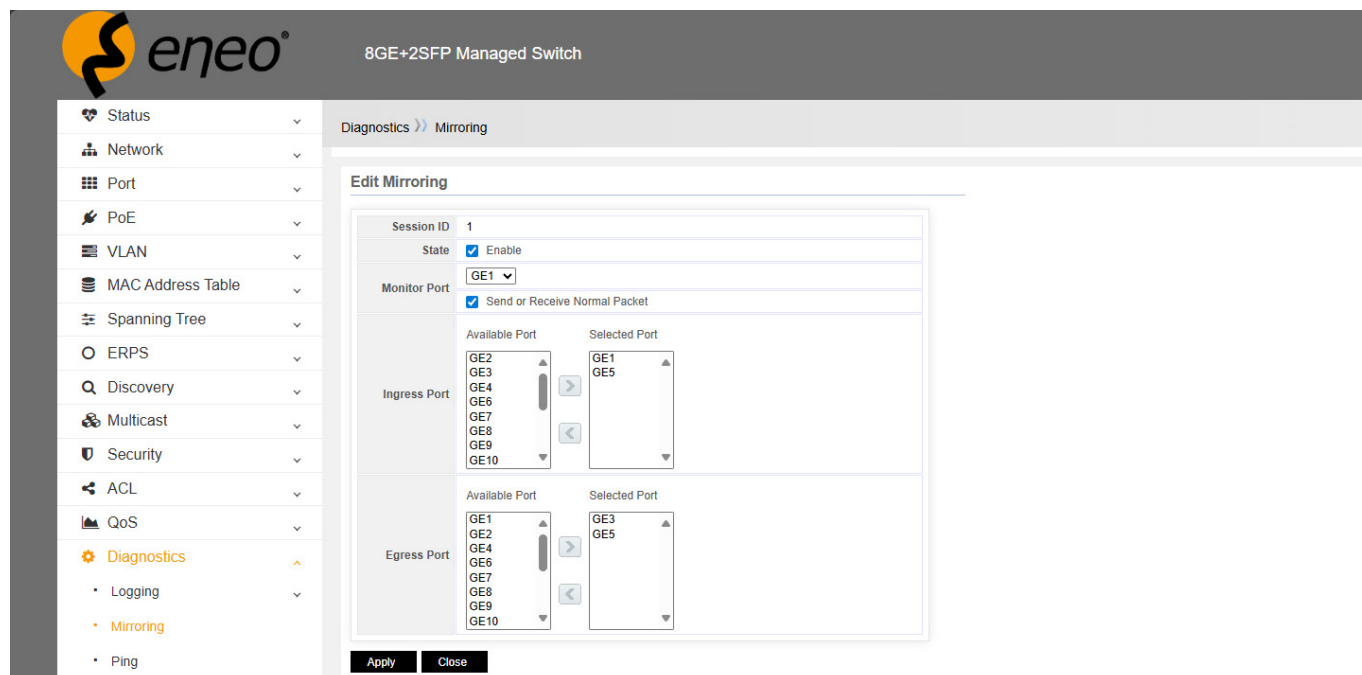 eneo®
8GE+2SFP Managed Switch
Status
Network
Port
PoE
VLAN
MAC Address Table
Spanning Tree
ERPS
Discovery
Multicast
Security
ACL
QoS
Diagnostics
Logging
Mirroring
Ping
Diagnostics Mirroring
Edit Mirroring
Session ID 1
State Enable
Monitor Port GE1
Send or Receive Normal Packet
Ingress Port
Available Port Selected Port
GE2 GE1
GE3 GE5
GE4
GE6
GE7
GE8
GE9
GE10
Egress Port
Available Port Selected Port
GE1 GE3
GE2 GE5
GE4
GE6
GE7
GE8
GE9
GE10
Apply Close